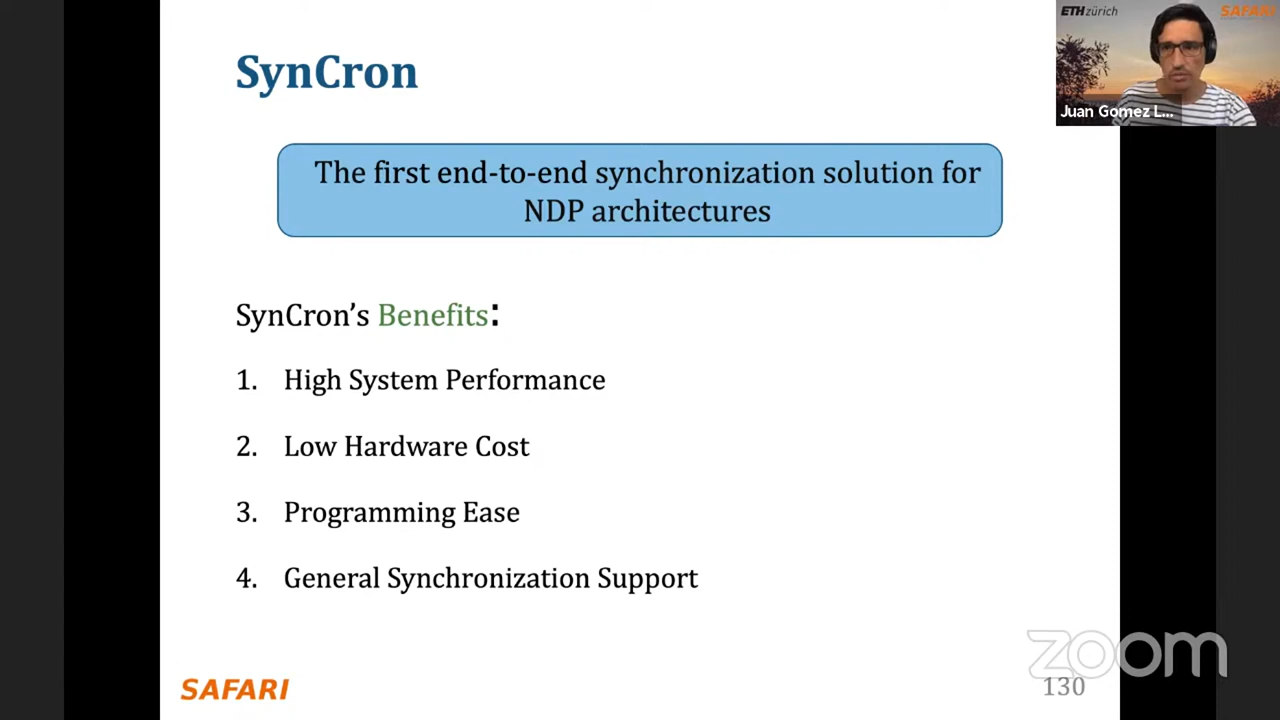 SynCron
ETH zürich
SAFARI
Juan Gomez L...
The first end-to-end synchronization solution for
NDP architectures
SynCron’s Benefits:
1. High System Performance
2. Low Hardware Cost
3. Programming Ease
4. General Synchronization Support
zoom
SAFARI
130